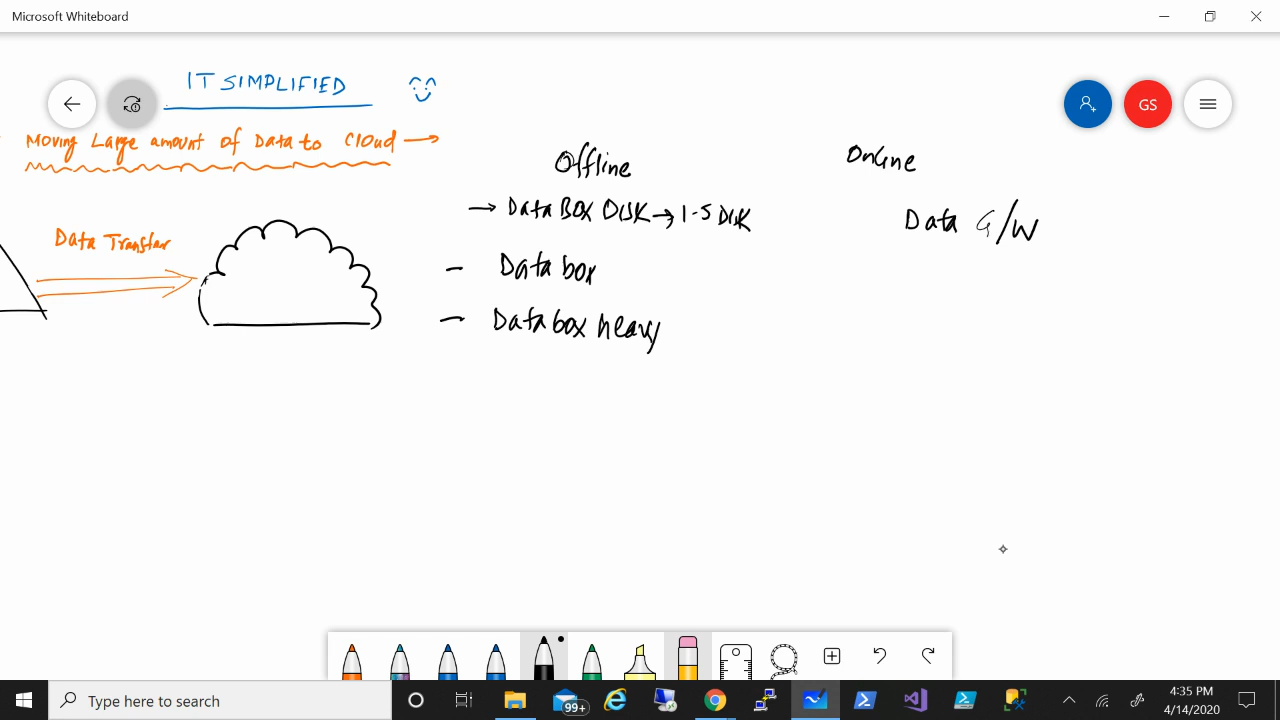 Microsoft Whiteboard
IT SIMPLIFIED
Moving Large amount of Data to Cloud
Offline
Online
Data Box Disk → 1-5 Disk
Data G/W
Data Transfer
Data box
Data box heavy
GS
99+
Type here to search
4:35 PM
4/14/2020